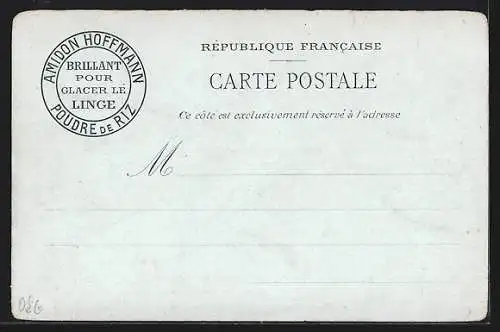 AMIDON HOFFMANN
BRILLANT
POUR
GLACER LE
LINGE
POUDRE DE RIZ
RÉPUBLIQUE FRANÇAISE
CARTE POSTALE
Ce côté est exclusivement réservé à l'adresse
M